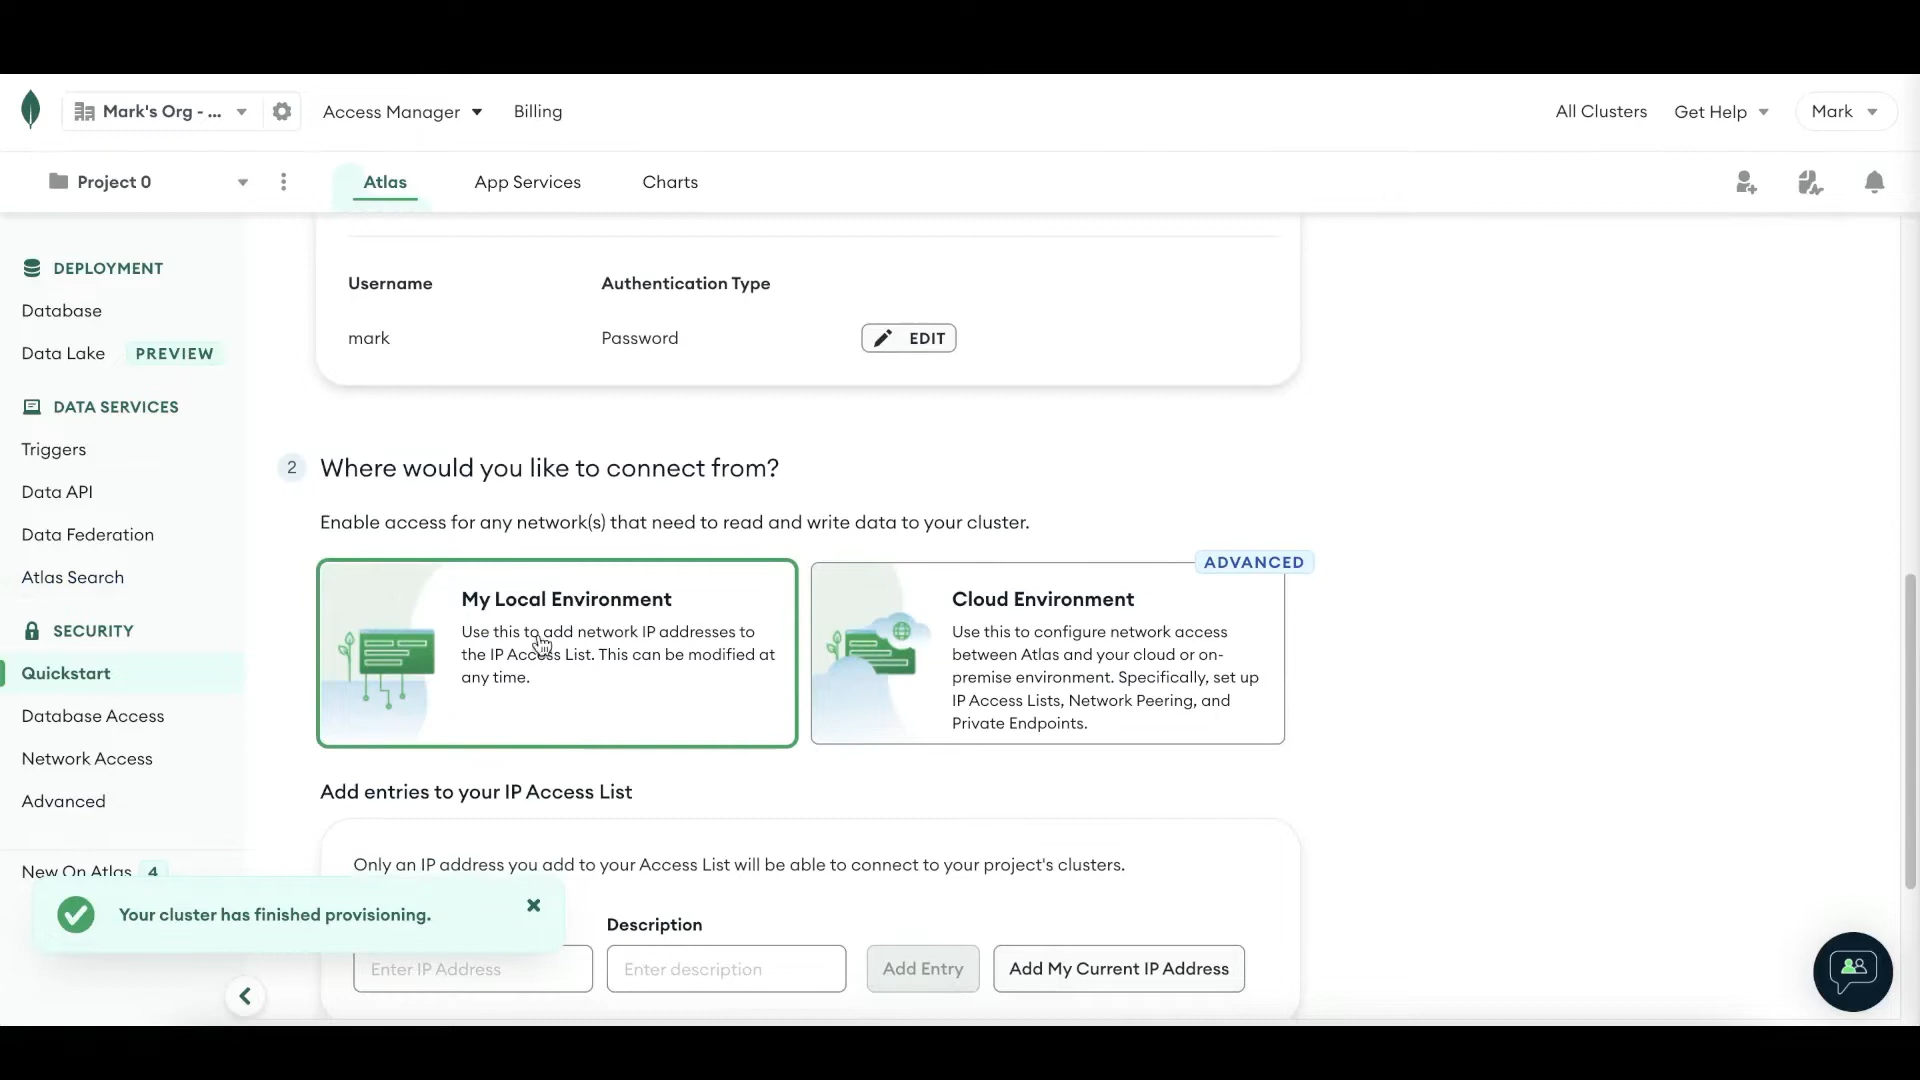 Mark's Org - ...
Access Manager
Billing
All Clusters
Get Help
Mark
Project 0
Atlas
App Services
Charts
DEPLOYMENT
Database
Data Lake PREVIEW
DATA SERVICES
Triggers
Data API
Data Federation
Atlas Search
SECURITY
Quickstart
Database Access
Network Access
Advanced
New On Atlas 4
Username
Authentication Type
mark
Password
EDIT
2
Where would you like to connect from?
Enable access for any network(s) that need to read and write data to your cluster.
My Local Environment
Use this to add network IP addresses to
the IP Access List. This can be modified at
any time.
ADVANCED
Cloud Environment
Use this to configure network access
between Atlas and your cloud or on-
premise environment. Specifically, set up
IP Access Lists, Network Peering, and
Private Endpoints.
Add entries to your IP Access List
Only an IP address you add to your Access List will be able to connect to your project's clusters.
Your cluster has finished provisioning.
Description
Enter IP Address
Enter description
Add Entry
Add My Current IP Address